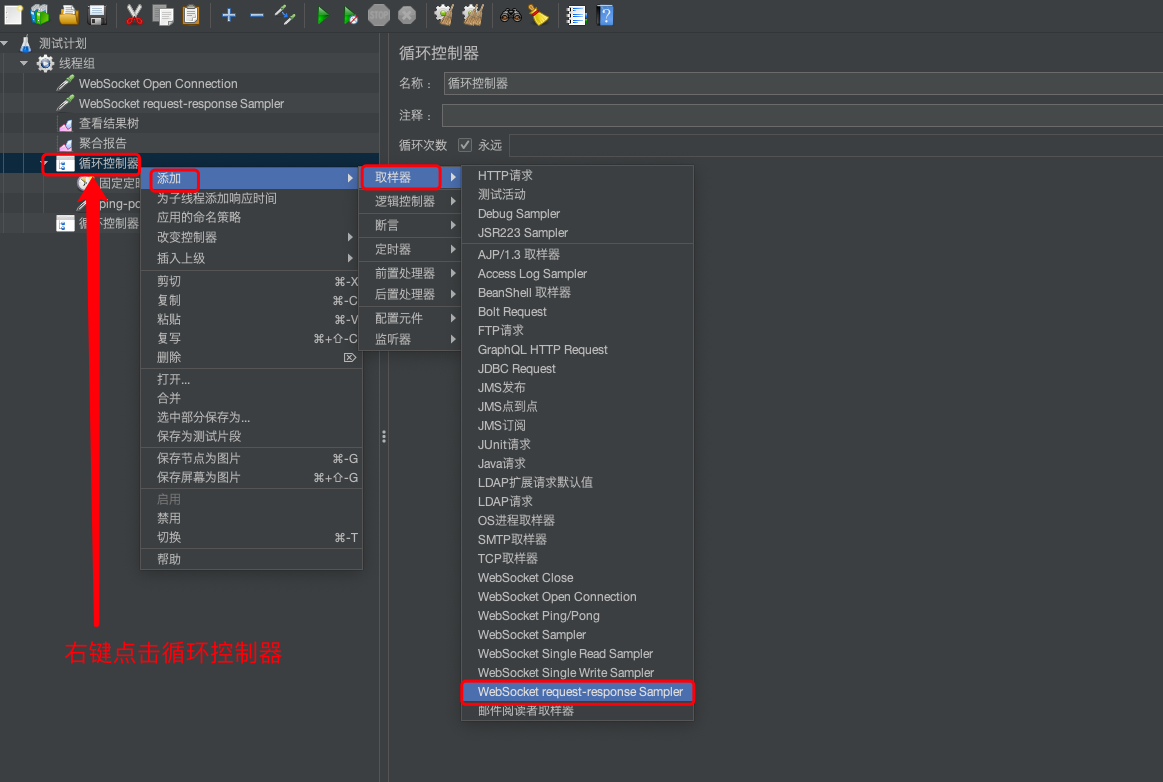 STOP
测试计划
线程组
WebSocket Open Connection
WebSocket request-response Sampler
查看结果树
聚合报告
循环控制器
固定定时
ping-po
循环控制器
循环控制器
名称：
循环控制器
注释：
循环次数
永远
添加
为子线程添加响应时间
应用的命名策略
改变控制器
插入上级
剪切 ⌘-X
复制 ⌘-C
粘贴 ⌘-V
复写 ⌘+⇧-C
删除 ⌦
打开...
合并
选中部分保存为...
保存为测试片段
保存节点为图片 ⌘-G
保存屏幕为图片 ⌘+⇧-G
启用
禁用
切换 ⌘-T
帮助
取样器
逻辑控制器
断言
定时器
前置处理器
后置处理器
配置元件
监听器
HTTP请求
测试活动
Debug Sampler
JSR223 Sampler
AJP/1.3 取样器
Access Log Sampler
BeanShell 取样器
Bolt Request
FTP请求
GraphQL HTTP Request
JDBC Request
JMS发布
JMS点到点
JMS订阅
JUnit请求
Java请求
LDAP扩展请求默认值
LDAP请求
OS进程取样器
SMTP取样器
TCP取样器
WebSocket Close
WebSocket Open Connection
WebSocket Ping/Pong
WebSocket Sampler
WebSocket Single Read Sampler
WebSocket Single Write Sampler
WebSocket request-response Sampler
邮件阅读者取样器
右键点击循环控制器